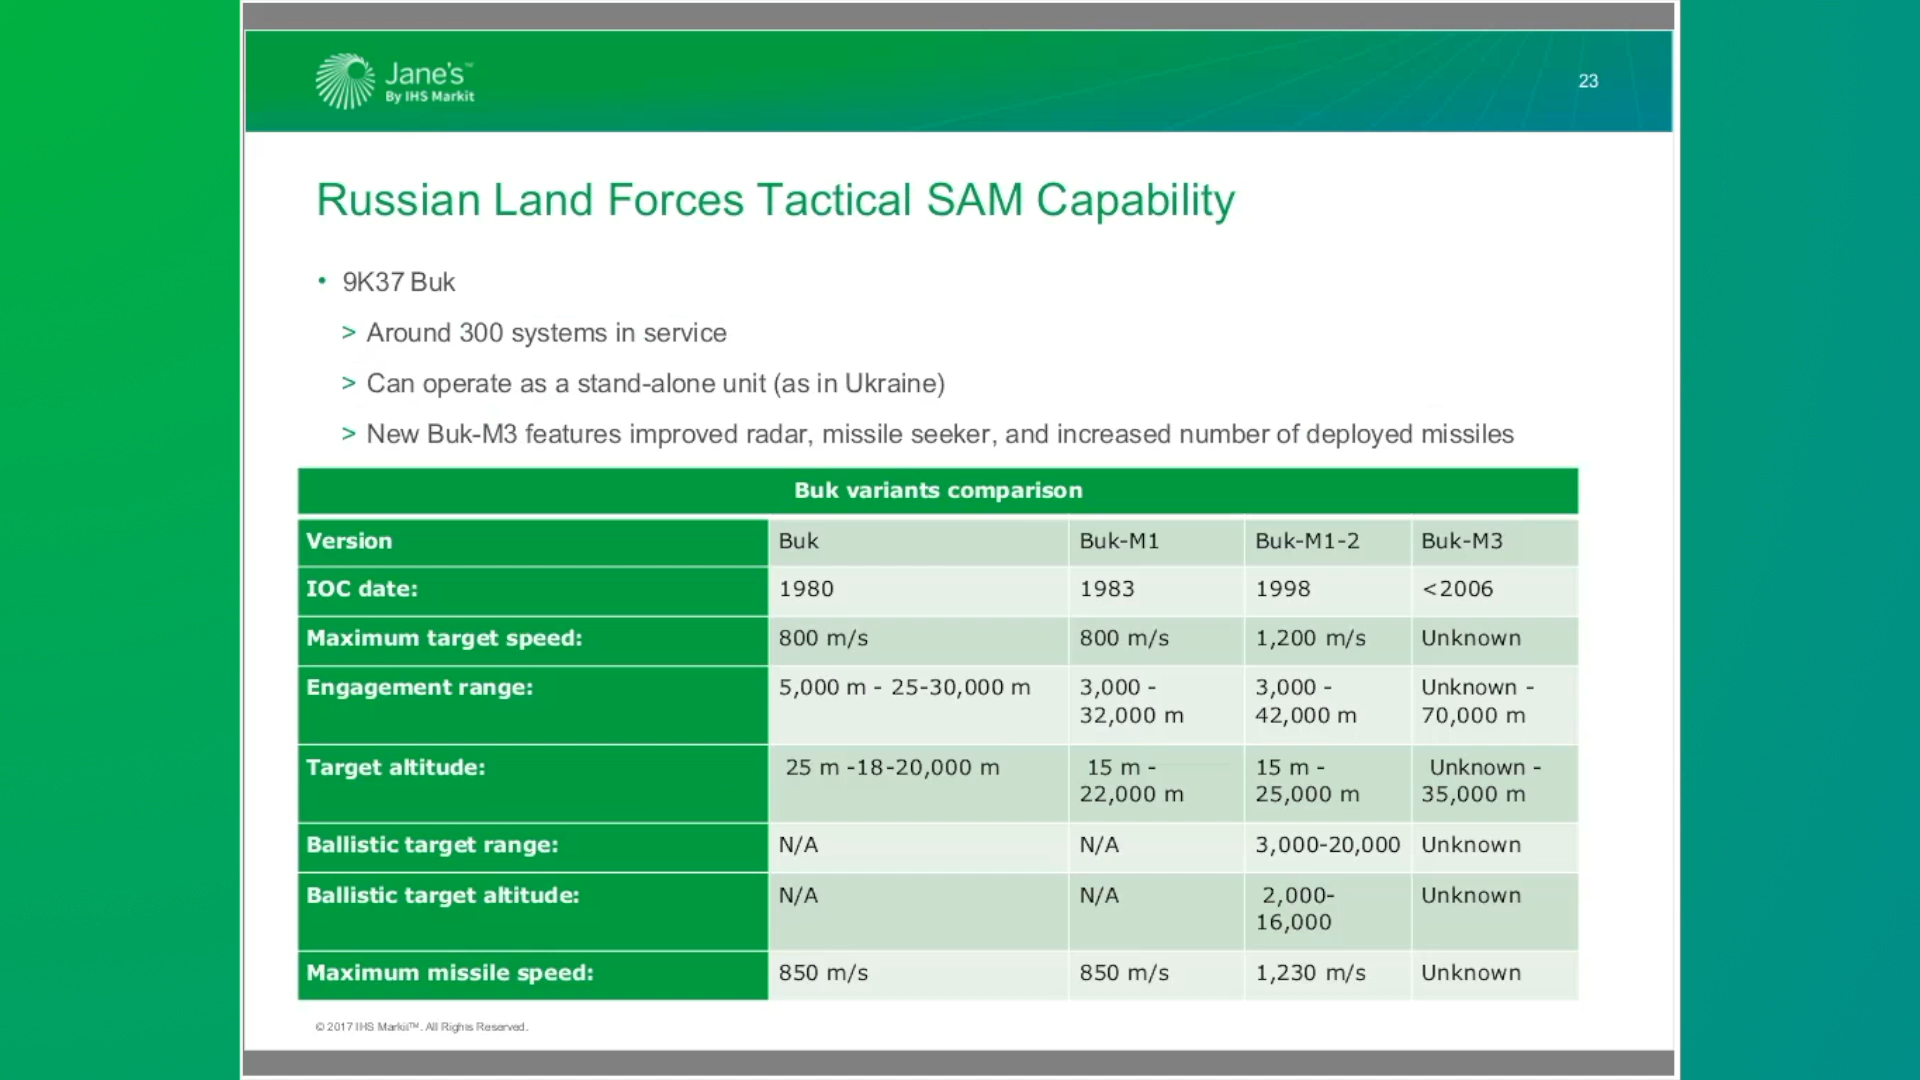 Jane's™
By IHS Markit
23
Russian Land Forces Tactical SAM Capability
• 9K37 Buk
> Around 300 systems in service
> Can operate as a stand-alone unit (as in Ukraine)
> New Buk-M3 features improved radar, missile seeker, and increased number of deployed missiles
Buk variants comparison
Version Buk Buk-M1 Buk-M1-2 Buk-M3
IOC date: 1980 1983 1998 <2006
Maximum target speed: 800 m/s 800 m/s 1,200 m/s Unknown
Engagement range: 5,000 m - 25-30,000 m 3,000 - 3,000 - Unknown -
32,000 m 42,000 m 70,000 m
Target altitude: 25 m -18-20,000 m 15 m - 15 m - Unknown -
22,000 m 25,000 m 35,000 m
Ballistic target range: N/A N/A 3,000-20,000 Unknown
Ballistic target altitude: N/A N/A 2,000- Unknown
16,000
Maximum missile speed: 850 m/s 850 m/s 1,230 m/s Unknown
© 2017 IHS Markit™. All Rights Reserved.